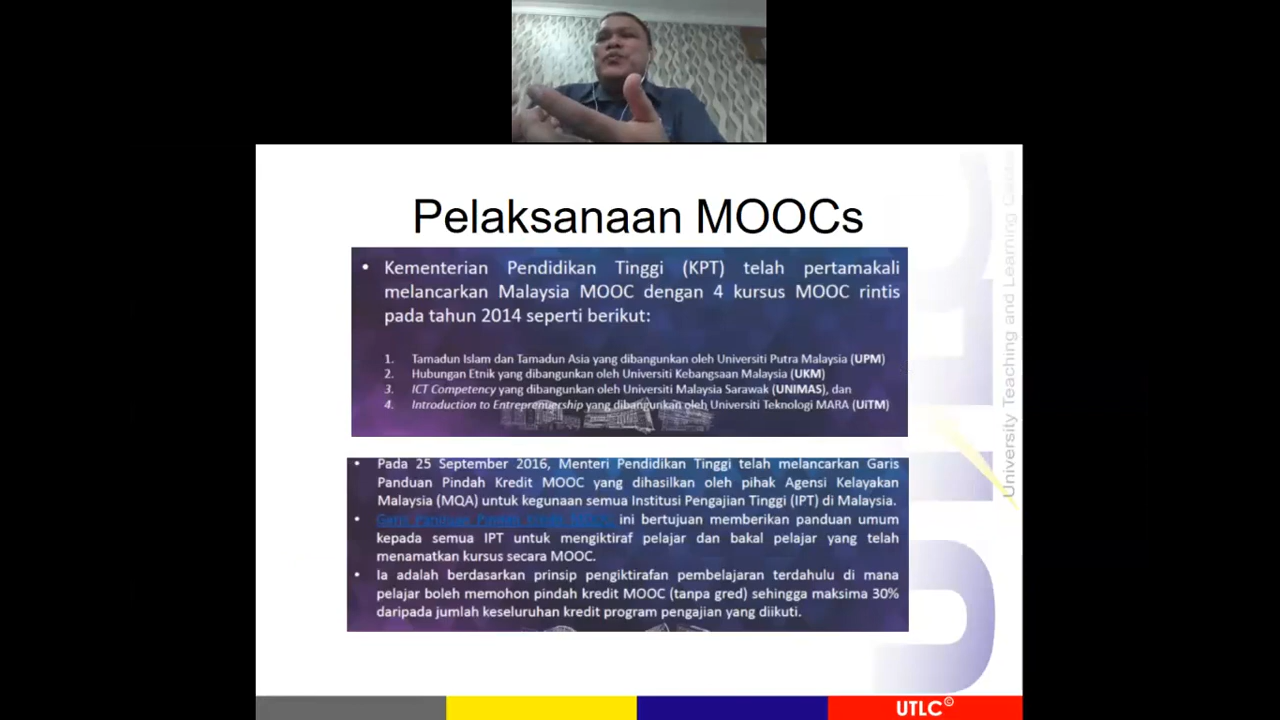 Pelaksanaan MOOCs
• Kementerian Pendidikan Tinggi (KPT) telah pertamakali
melancarkan Malaysia MOOC dengan 4 kursus MOOC rintis
pada tahun 2014 seperti berikut:
1. Tamadun Islam dan Tamadun Asia yang dibangunkan oleh Universiti Putra Malaysia (UPM)
2. Hubungan Etnik yang dibangunkan oleh Universiti Kebangsaan Malaysia (UKM)
3. ICT Competency yang dibangunkan oleh Universiti Malaysia Sarawak (UNIMAS), dan
4. Introduction to Entreprenuership yang dibangunkan oleh Universiti Teknologi MARA (UiTM)
• Pada 25 September 2016, Menteri Pendidikan Tinggi telah melancarkan Garis
Panduan Pindah Kredit MOOC yang dihasilkan oleh pihak Agensi Kelayakan
Malaysia (MQA) untuk kegunaan semua Institusi Pengajian Tinggi (IPT) di Malaysia.
• Garis Panduan Pindah Kredit MOOC ini bertujuan memberikan panduan umum
kepada semua IPT untuk mengiktiraf pelajar dan bakal pelajar yang telah
menamatkan kursus secara MOOC.
• Ia adalah berdasarkan prinsip pengiktirafan pembelajaran terdahulu di mana
pelajar boleh memohon pindah kredit MOOC (tanpa gred) sehingga maksima 30%
daripada jumlah keseluruhan kredit program pengajian yang diikuti.
University Teaching and Learning
UTLC©